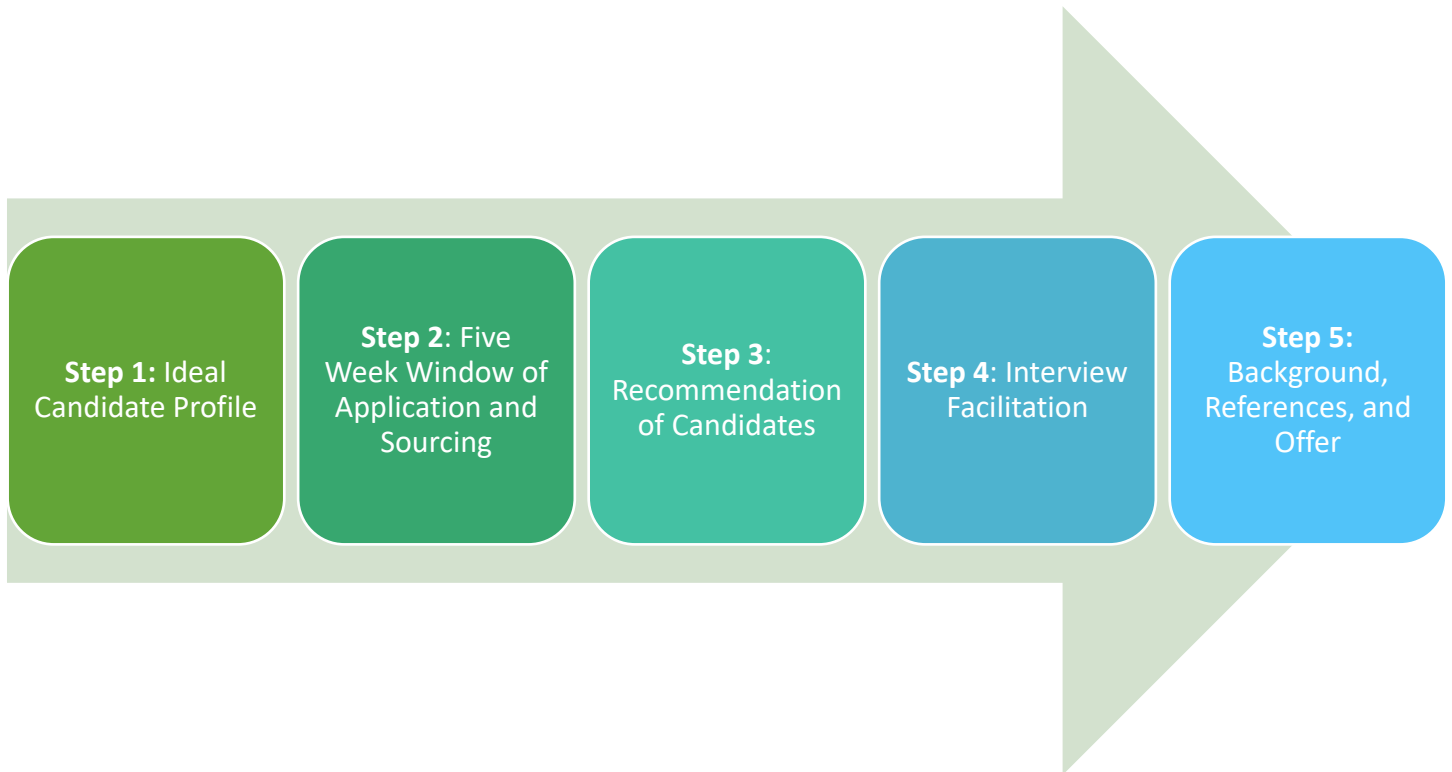 Step 1: Ideal
Candidate Profile
Step 2: Five
Week Window of
Application and
Sourcing
Step 3:
Recommendation
of Candidates
Step 4: Interview
Facilitation
Step 5:
Background,
References, and
Offer